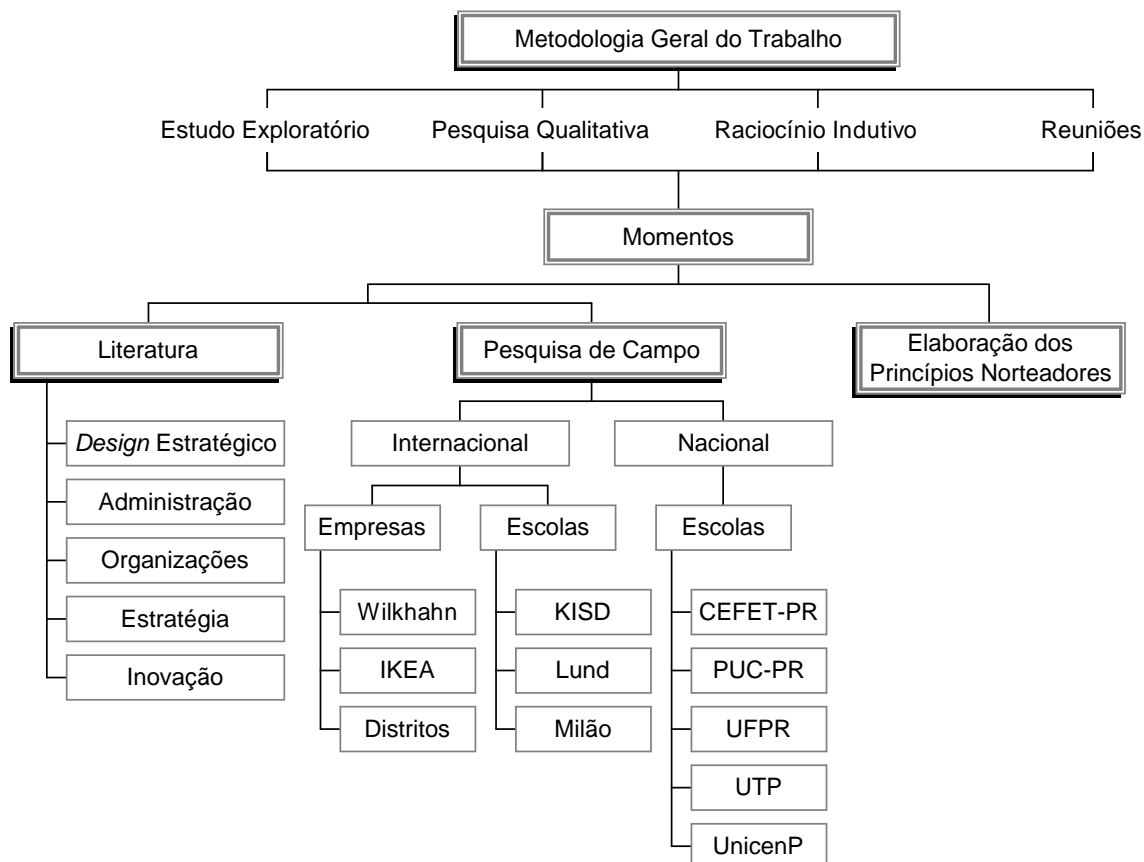 Metodologia Geral do Trabalho
Estudo Exploratório
Pesquisa Qualitativa
Raciocínio Indutivo
Reuniões
Momentos
Literatura
Pesquisa de Campo
Elaboração dos
Princípios Norteadores
Design Estratégico
Administração
Organizações
Estratégia
Inovação
Internacional
Nacional
Empresas
Escolas
Escolas
Wilkhahn
IKEA
Distritos
KISD
Lund
Milão
CEFET-PR
PUC-PR
UFPR
UTP
UnicenP